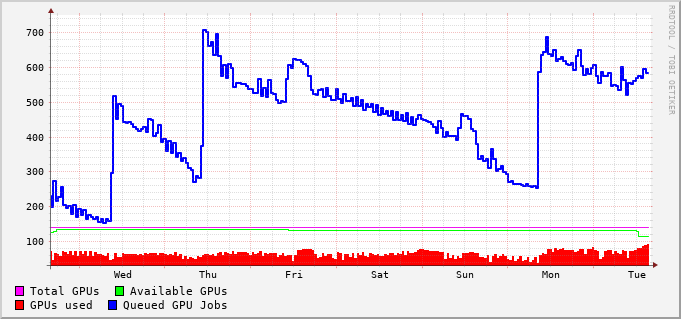 RRDTOOL / TOBI OETIKER
700
600
500
400
300
200
100
Wed Thu Fri Sat Sun Mon Tue
Total GPUs Available GPUs
GPUs used Queued GPU Jobs